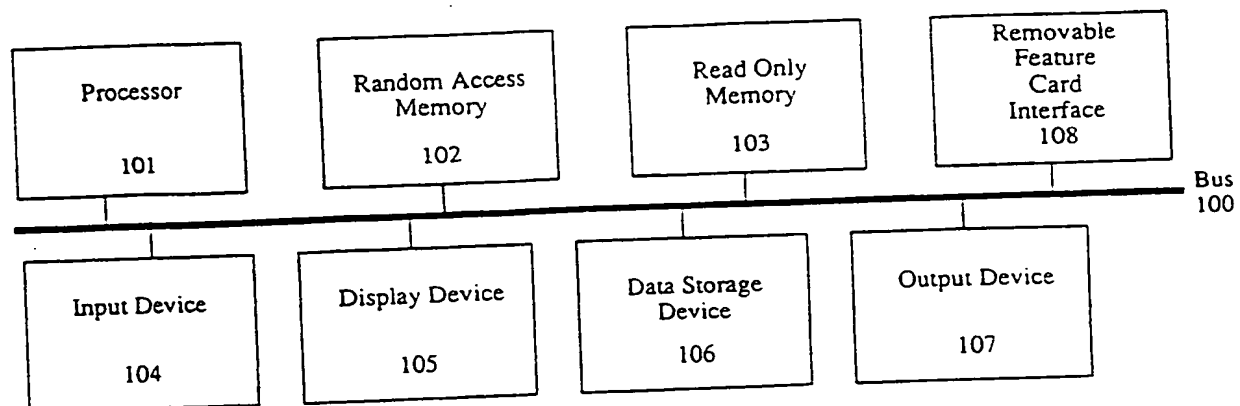 Processor
101
Random Access
Memory
102
Read Only
Memory
103
Removable
Feature
Card
Interface
108
Bus
100
Input Device
104
Display Device
105
Data Storage
Device
106
Output Device
107